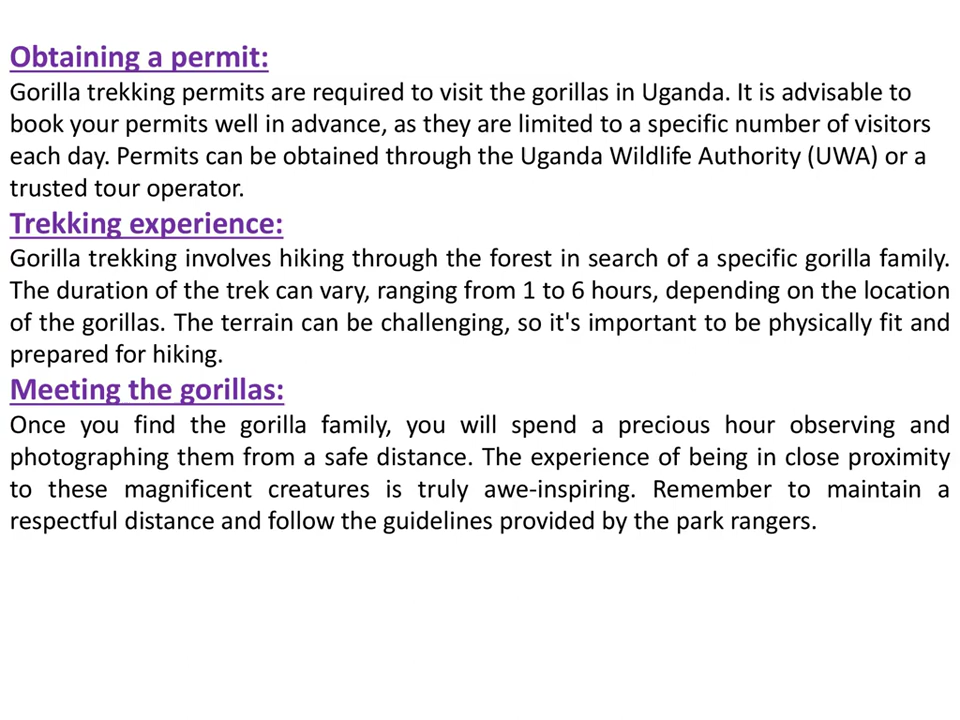 Obtaining a permit:
Gorilla trekking permits are required to visit the gorillas in Uganda. It is advisable to
book your permits well in advance, as they are limited to a specific number of visitors
each day. Permits can be obtained through the Uganda Wildlife Authority (UWA) or a
trusted tour operator.
Trekking experience:
Gorilla trekking involves hiking through the forest in search of a specific gorilla family.
The duration of the trek can vary, ranging from 1 to 6 hours, depending on the location
of the gorillas. The terrain can be challenging, so it's important to be physically fit and
prepared for hiking.
Meeting the gorillas:
Once you find the gorilla family, you will spend a precious hour observing and
photographing them from a safe distance. The experience of being in close proximity
to these magnificent creatures is truly awe-inspiring. Remember to maintain a
respectful distance and follow the guidelines provided by the park rangers.